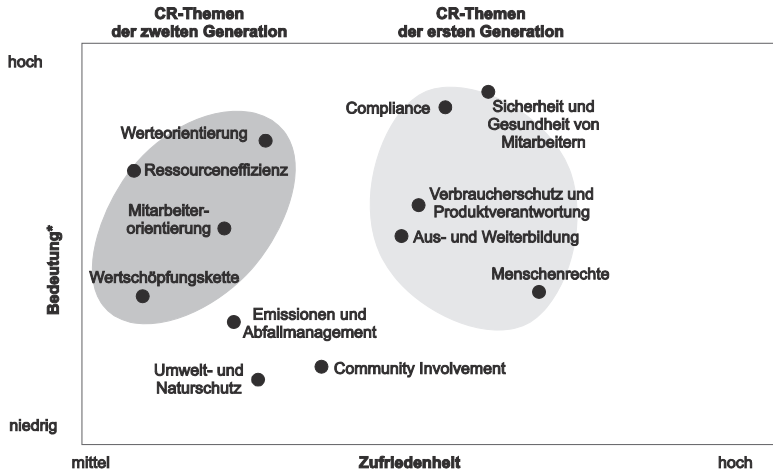 CR-Themen
der zweiten Generation
CR-Themen
der ersten Generation
hoch
Compliance
Sicherheit und
Gesundheit von
Mitarbeitern
Werteorientierung
Ressourceneffizienz
Verbraucherschutz und
Produktverantwortung
Mitarbeiter-
orientierung
Aus- und Weiterbildung
Wertschöpfungskette
Menschenrechte
Bedeutung*
Emissionen und
Abfallmanagement
Umwelt- und
Naturschutz
Community Involvement
niedrig
mittel
Zufriedenheit
hoch